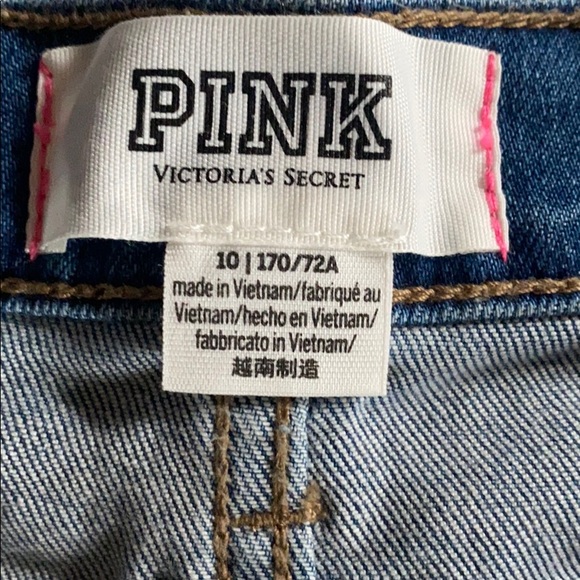 PINK
VICTORIA'S SECRET
10 | 170/72A
made in Vietnam/fabriqué au
Vietnam/hecho en Vietnam/
fabbricato in Vietnam/
越南制造